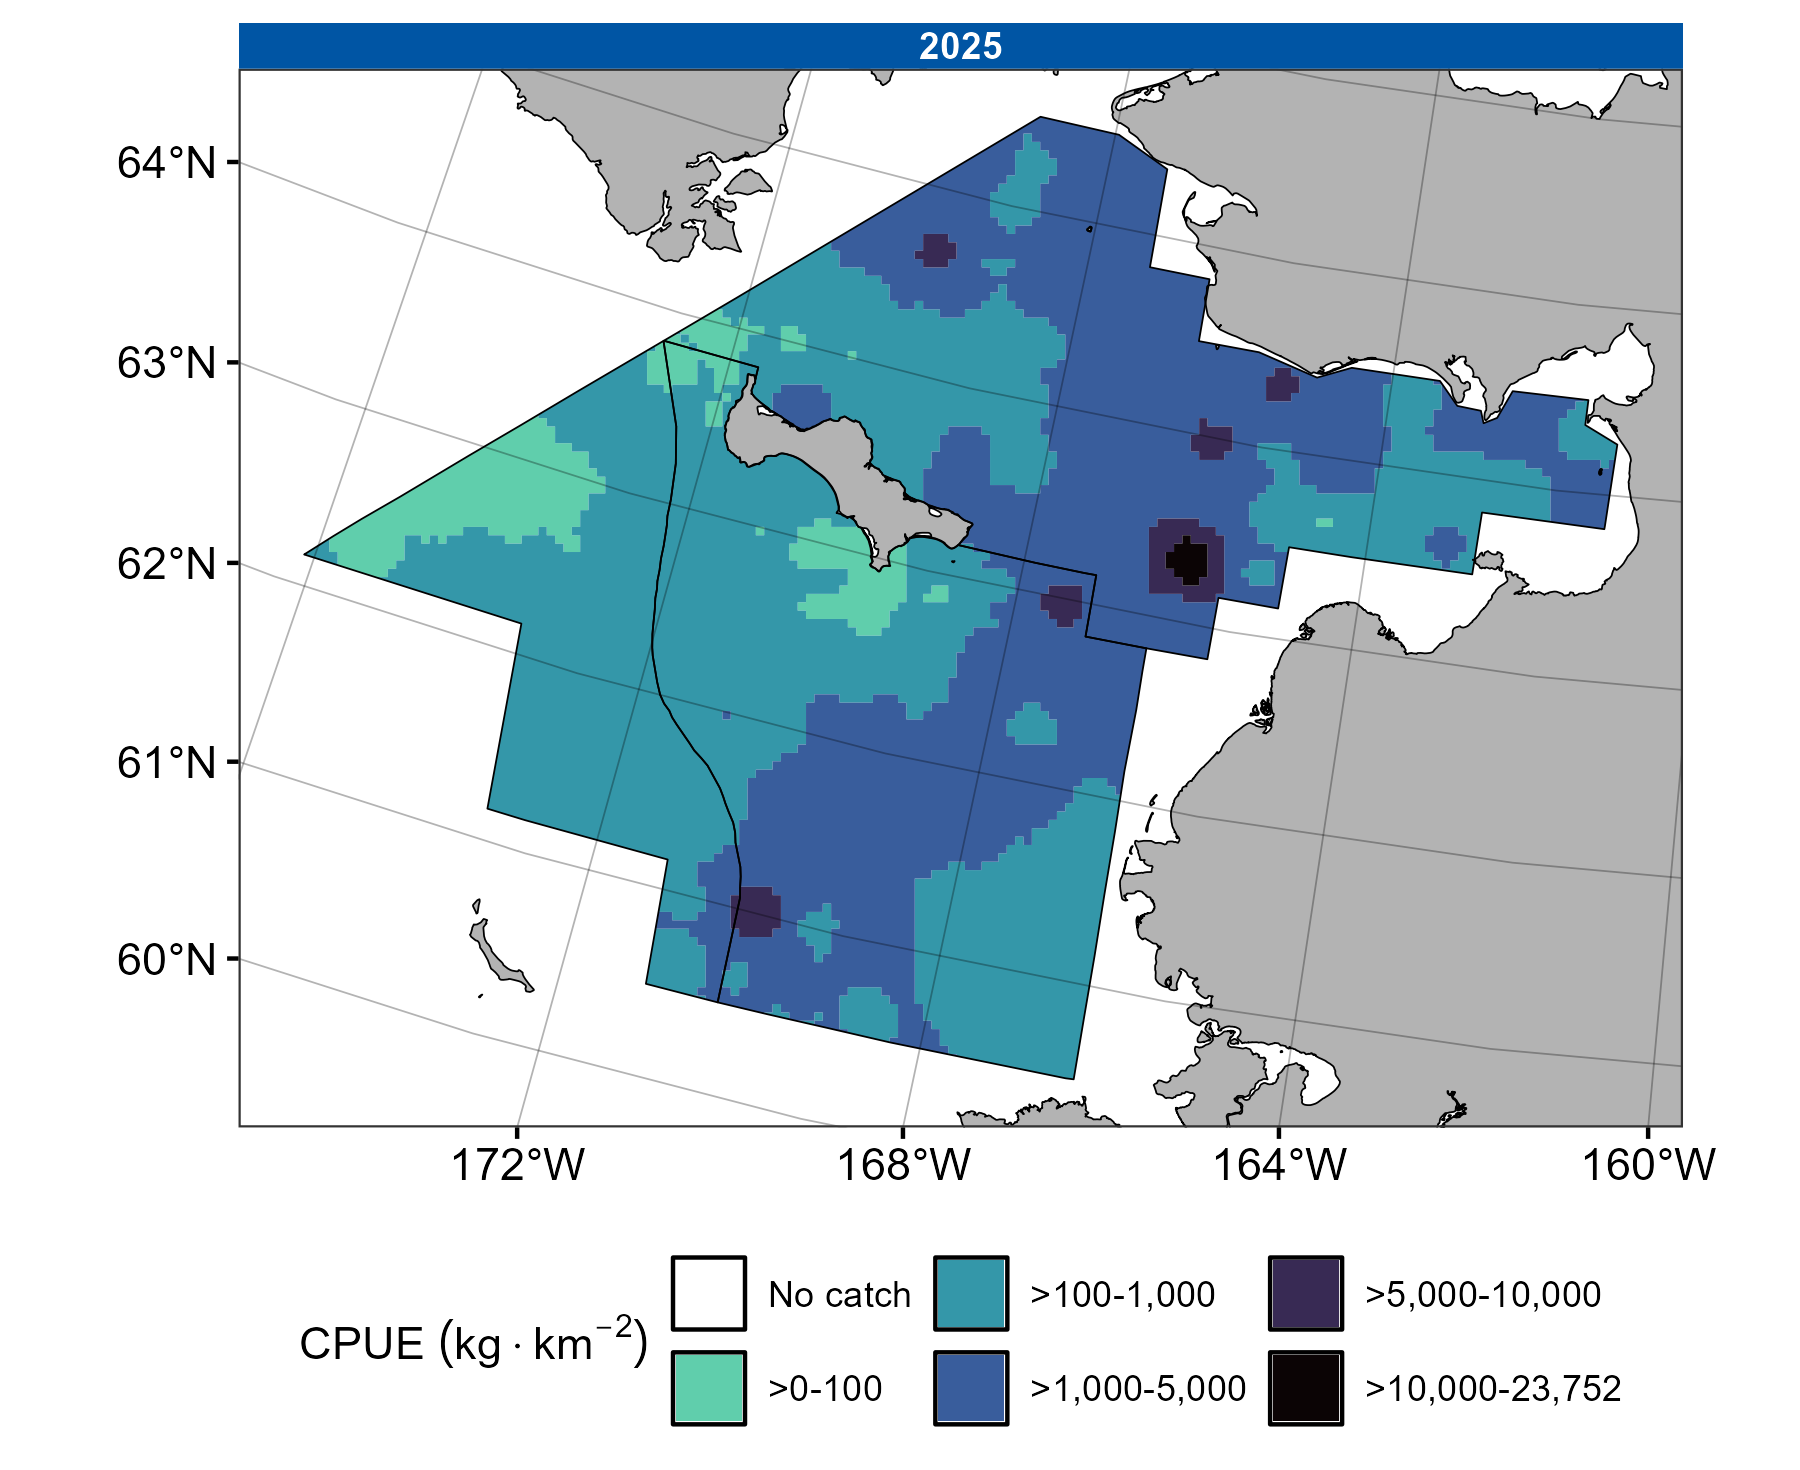 2025
64°N
63°N
62°N
61°N
60°N
172°W 168°W 164°W 160°W
CPUE (kg · km⁻²)
No catch >100-1,000 >5,000-10,000
>0-100 >1,000-5,000 >10,000-23,752